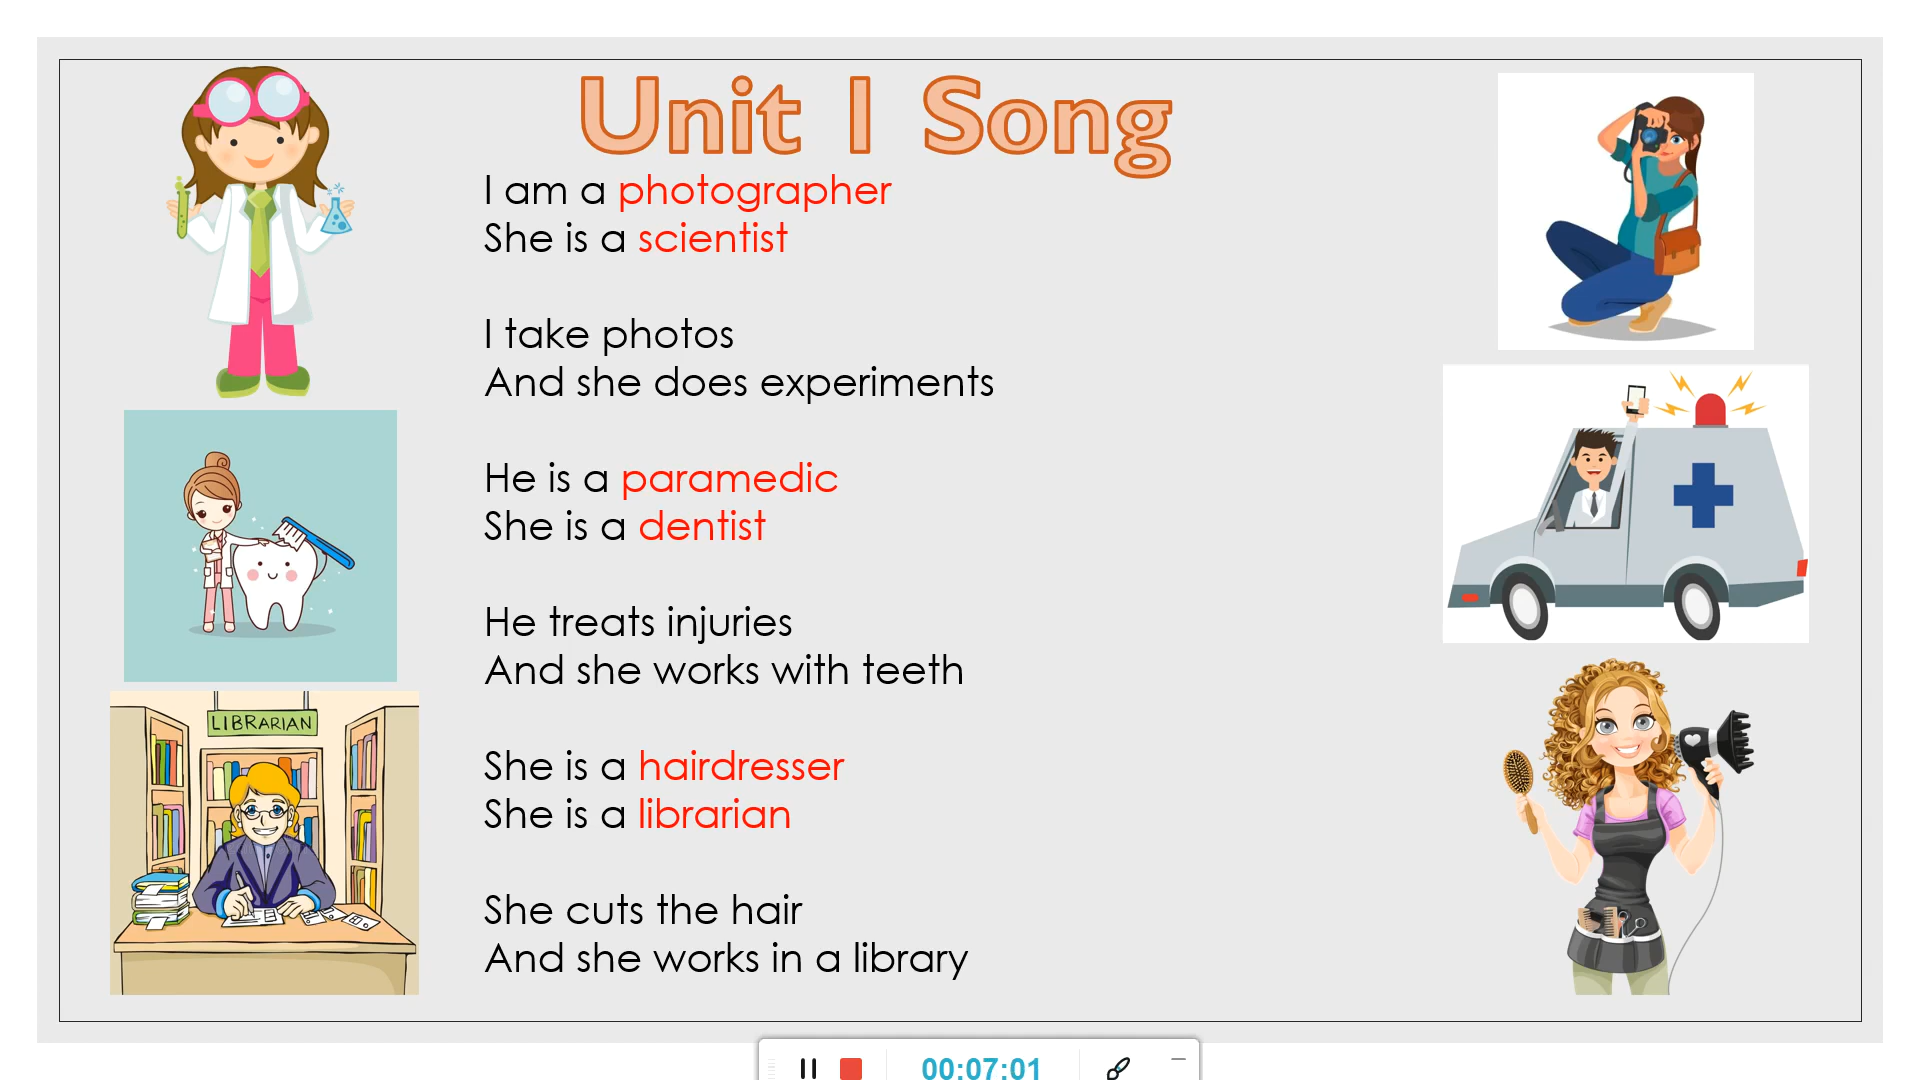 Unit 1 Song
I am a photographer
She is a scientist
I take photos
And she does experiments
He is a paramedic
She is a dentist
He treats injuries
And she works with teeth
She is a hairdresser
She is a librarian
She cuts the hair
And she works in a library
LIBRARIAN
00:07:01